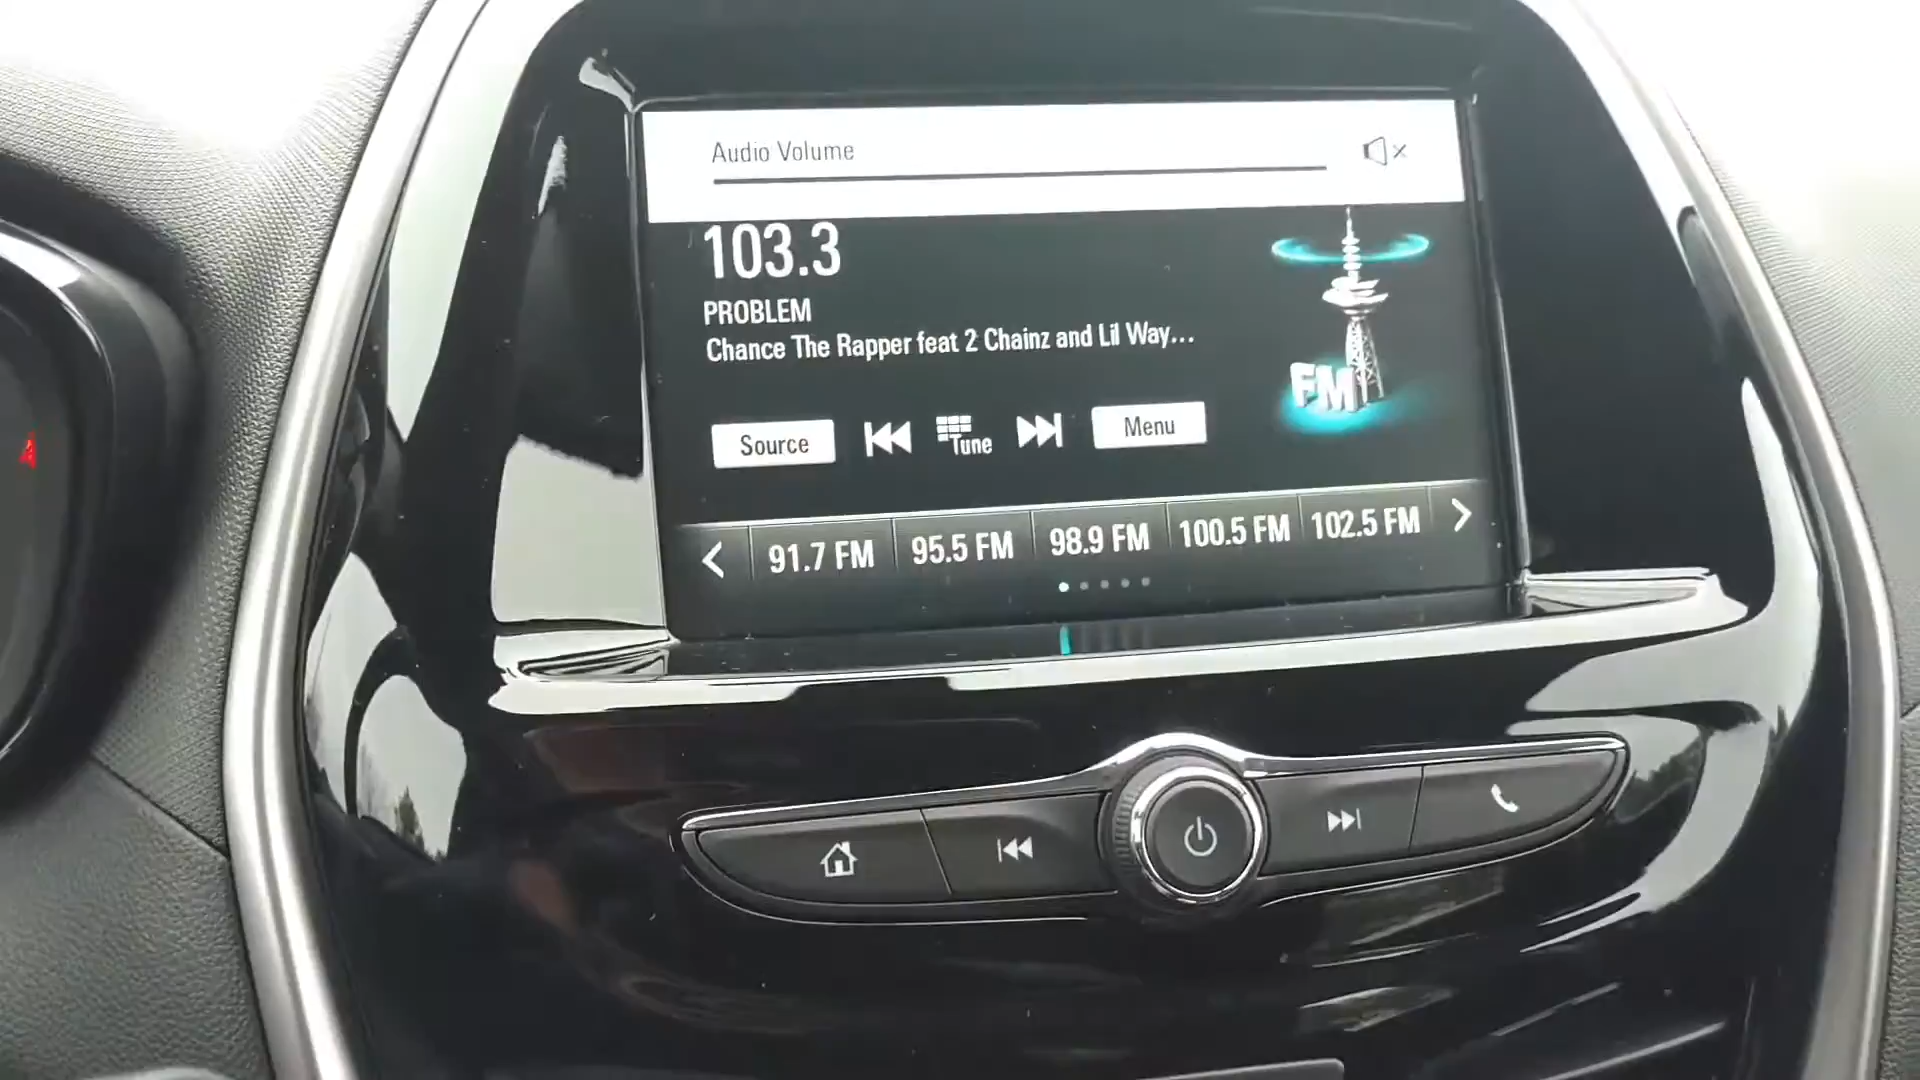 Audio Volume
103.3
PROBLEM
Chance The Rapper feat 2 Chainz and Lil Way...
FM
Source
Tune
Menu
91.7 FM
95.5 FM
98.9 FM
100.5 FM
102.5 FM